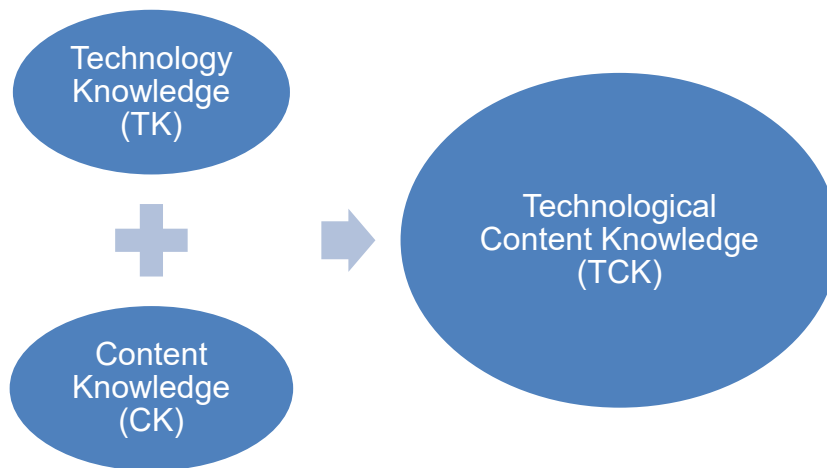 Technology
Knowledge
(TK)
Content
Knowledge
(CK)
Technological
Content Knowledge
(TCK)